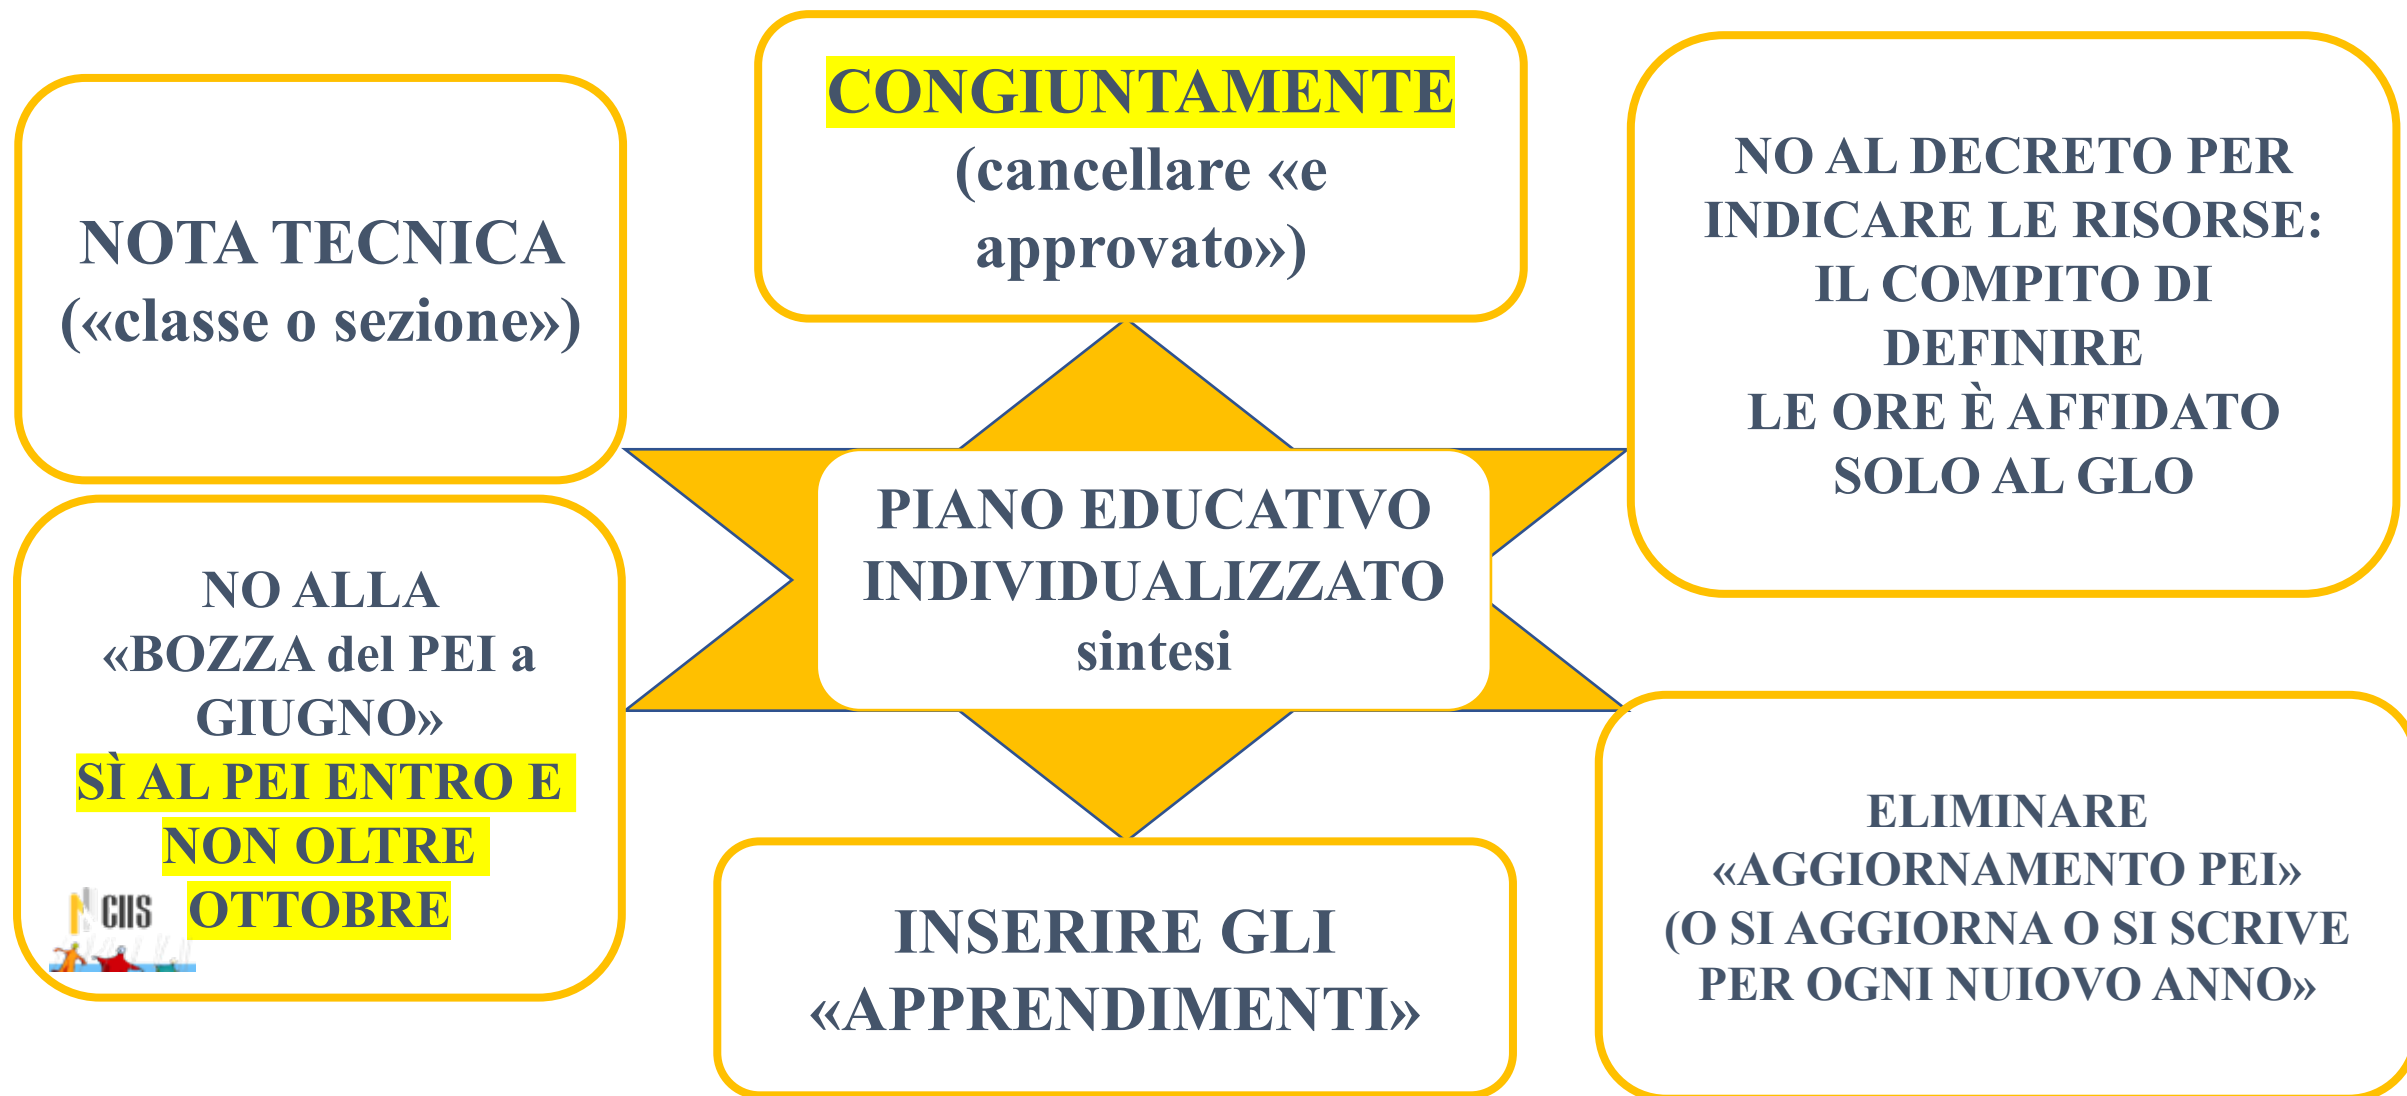 NOTA TECNICA
(«classe o sezione»)
CONGIUNTAMENTE
(cancellare «e
approvato»)
NO AL DECRETO PER
INDICARE LE RISORSE:
IL COMPITO DI
DEFINIRE
LE ORE È AFFIDATO
SOLO AL GLO
PIANO EDUCATIVO
INDIVIDUALIZZATO
sintesi
NO ALLA
«BOZZA del PEI a
GIUGNO»
SÌ AL PEI ENTRO E
NON OLTRE
OTTOBRE
CIIS
INSERIRE GLI
«APPRENDIMENTI»
ELIMINARE
«AGGIORNAMENTO PEI»
(O SI AGGIORNA O SI SCRIVE
PER OGNI NUIOVO ANNO»